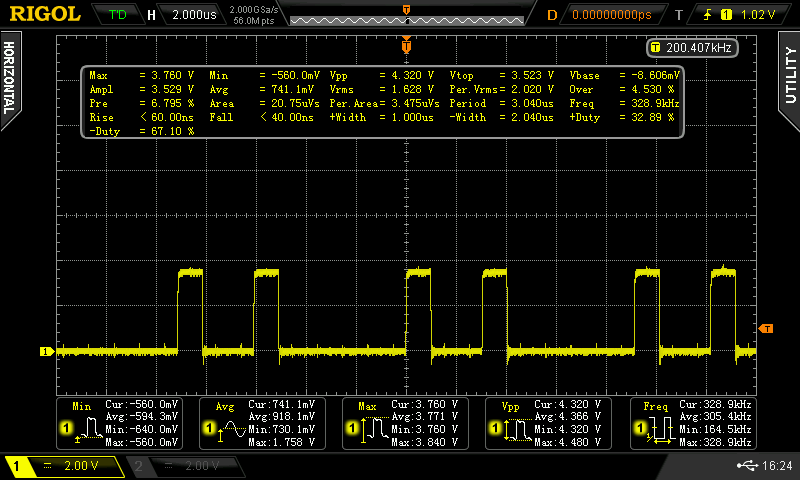 RIGOL T'D H 2.000us 2.000GSa/s 56.0Mpts T D 0.00000000ps T 1 1.02 V
HORIZONTAL
UTILITY
T
T 200.407kHz
Max = 3.760 V Min = -560.0mV Vpp = 4.320 V Vtop = 3.523 V Vbase = -8.606mV
Ampl = 3.529 V Avg = 741.1mV Vrms = 1.628 V Per.Vrms= 2.020 V Over = 4.530 %
Pre = 6.795 % Area = 20.75uVs Per.Area= 3.475uVs Period = 3.040us Freq = 328.9kHz
Rise < 60.00ns Fall < 40.00ns +Width = 1.000us -Width = 2.040us +Duty = 32.89 %
-Duty = 67.10 %
T
1
Min Cur:-560.0mV
Avg:-594.3mV
1 Min:-640.0mV
Max:-560.0mV
Avg Cur:741.1mV
Avg:918.1mV
1 Min:730.1mV
Max:1.758 V
Max Cur:3.760 V
Avg:3.771 V
1 Min:3.760 V
Max:3.840 V
Vpp Cur:4.320 V
Avg:4.366 V
1 Min:4.320 V
Max:4.480 V
Freq Cur:328.9kHz
Avg:305.4kHz
1 Min:164.5kHz
Max:328.9kHz
1 2.00 V 2 2.00 V 16:24